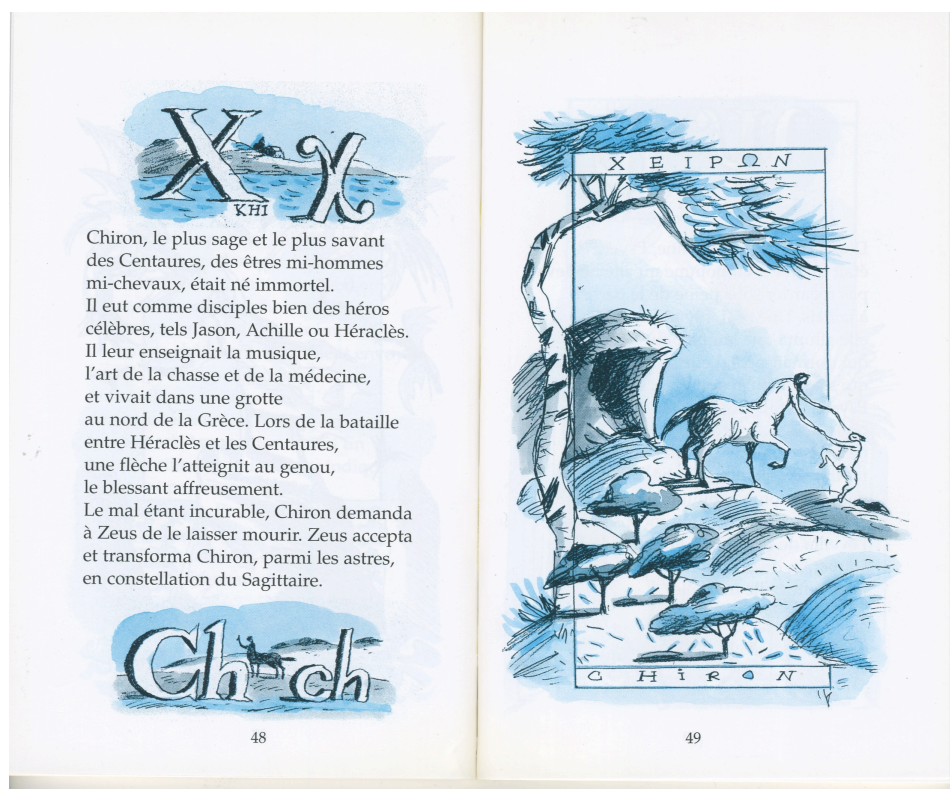 Χ χ
KHI
Chiron, le plus sage et le plus savant
des Centaures, des êtres mi-hommes
mi-chevaux, était né immortel.
Il eut comme disciples bien des héros
célèbres, tels Jason, Achille ou Héraclès.
Il leur enseignait la musique,
l'art de la chasse et de la médecine,
et vivait dans une grotte
au nord de la Grèce. Lors de la bataille
entre Héraclès et les Centaures,
une flèche l'atteignit au genou,
le blessant affreusement.
Le mal étant incurable, Chiron demanda
à Zeus de le laisser mourir. Zeus accepta
et transforma Chiron, parmi les astres,
en constellation du Sagittaire.
Ch ch
48
ΧΕΙΡΩΝ
CHiRON
49